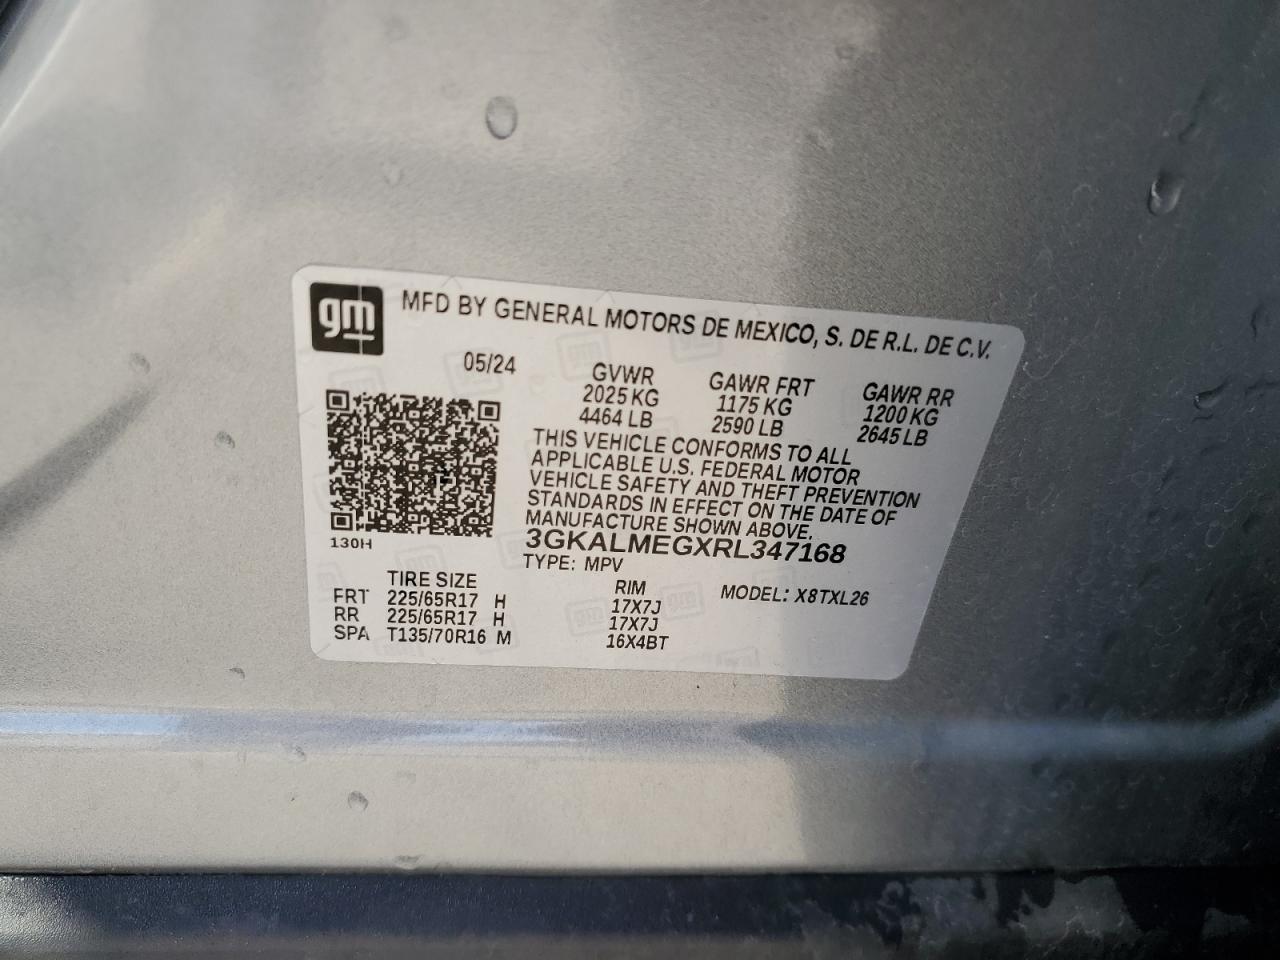 gm MFD BY GENERAL MOTORS DE MEXICO, S. DE R.L. DE C.V.
05/24 GVWR GAWR FRT GAWR RR
2025 KG 1175 KG 1200 KG
4464 LB 2590 LB 2645 LB
THIS VEHICLE CONFORMS TO ALL
APPLICABLE U.S. FEDERAL MOTOR
VEHICLE SAFETY AND THEFT PREVENTION
STANDARDS IN EFFECT ON THE DATE OF
MANUFACTURE SHOWN ABOVE.
130H 3GKALMEGXRL347168
TYPE: MPV
TIRE SIZE RIM MODEL: X8TXL26
FRT 225/65R17 H 17X7J
RR 225/65R17 H 17X7J
SPA T135/70R16 M 16X4BT